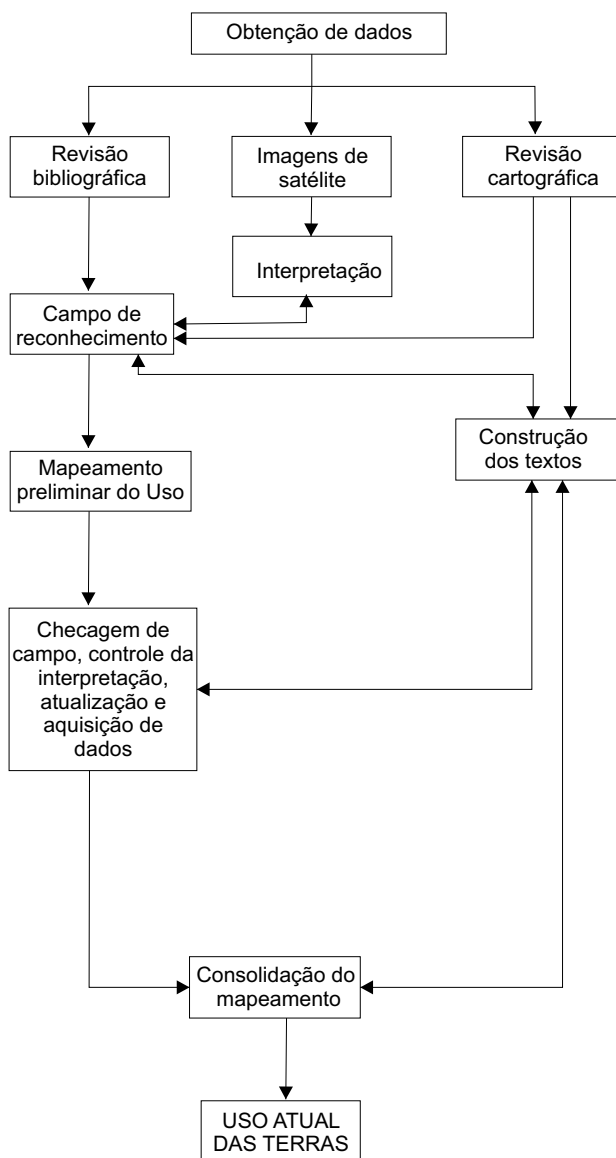 Obtenção de dados
Revisão
bibliográfica
Imagens de
satélite
Revisão
cartográfica
Interpretação
Campo de
reconhecimento
Construção
dos textos
Mapeamento
preliminar do Uso
Checagem de
campo, controle da
interpretação,
atualização e
aquisição de
dados
Consolidação do
mapeamento
USO ATUAL
DAS TERRAS